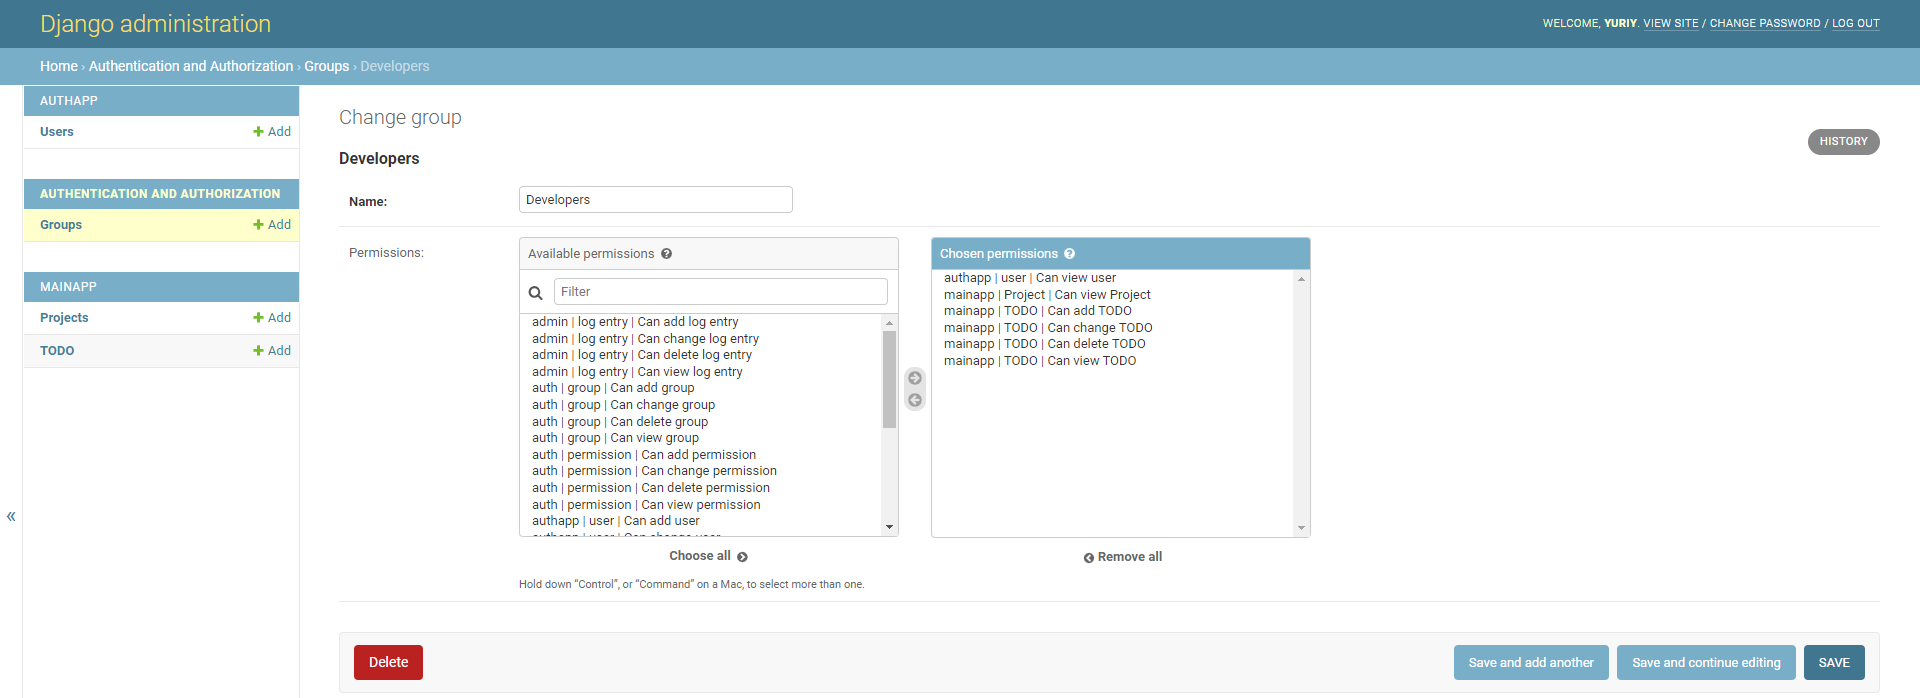 Django administration
WELCOME, YURIY. VIEW SITE / CHANGE PASSWORD / LOG OUT
Home › Authentication and Authorization › Groups › Developers
AUTHAPP
Users
Add
AUTHENTICATION AND AUTHORIZATION
Groups
Add
MAINAPP
Projects
Add
TODO
Add
«
Change group
HISTORY
Developers
Name:
Developers
Permissions:
Available permissions ?
Filter
admin | log entry | Can add log entry
admin | log entry | Can change log entry
admin | log entry | Can delete log entry
admin | log entry | Can view log entry
auth | group | Can add group
auth | group | Can change group
auth | group | Can delete group
auth | group | Can view group
auth | permission | Can add permission
auth | permission | Can change permission
auth | permission | Can delete permission
auth | permission | Can view permission
authapp | user | Can add user
authapp | user | Can change user
Choose all
Chosen permissions ?
authapp | user | Can view user
mainapp | Project | Can view Project
mainapp | TODO | Can add TODO
mainapp | TODO | Can change TODO
mainapp | TODO | Can delete TODO
mainapp | TODO | Can view TODO
Remove all
Hold down “Control”, or “Command” on a Mac, to select more than one.
Delete
Save and add another
Save and continue editing
SAVE